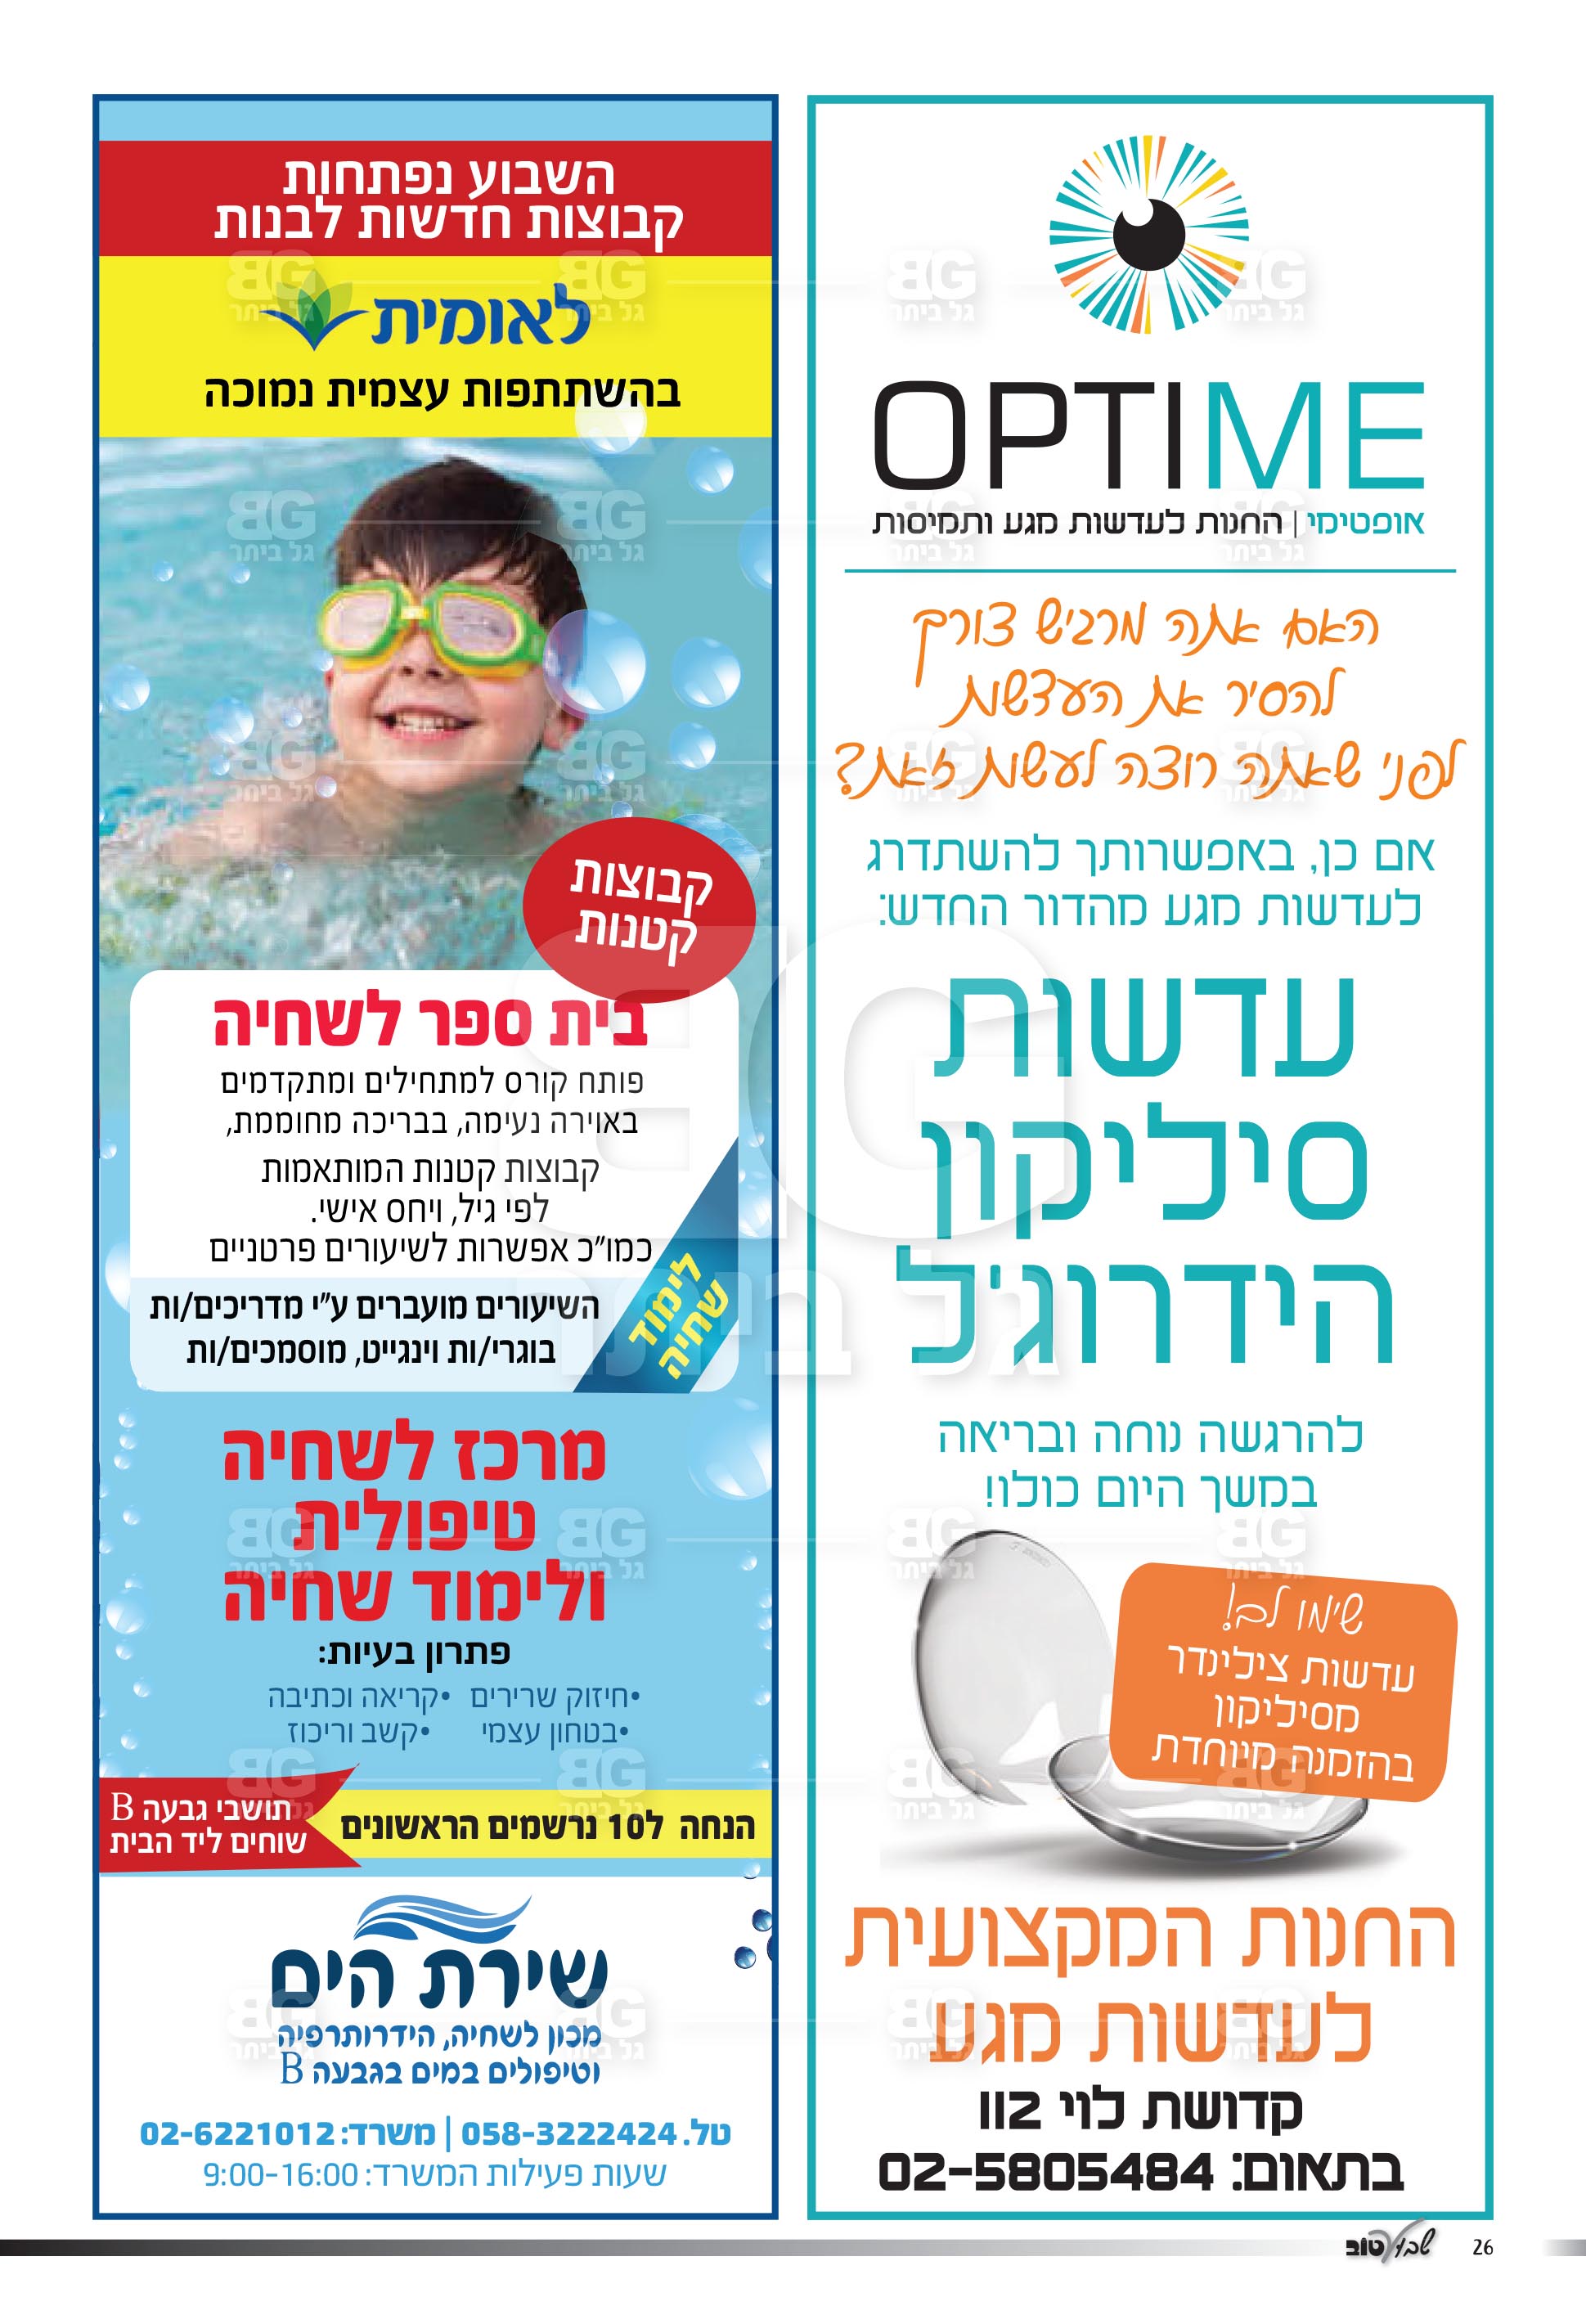 OPTIME
אופטימי | החנות לעדשות מגע ותמיסות
האם אתה מרגיש צורך
להסיר את העדשות
לפני שאתה רוצה לעשות זאת?
אם כן, באפשרותך להשתדרג
לעדשות מגע מהדור החדש:
עדשות
סיליקון
הידרוג'ל
להרגשה נוחה ובריאה
במשך היום כולו!
שימו לב!
עדשות צילינדר
מסיליקון
בהזמנה מיוחדת
החנות המקצועית
לעדשות מגע
קדושת לוי 112
בתאום: 02-5805484
השבוע נפתחות
קבוצות חדשות לבנות
לאומית
בהשתתפות עצמית נמוכה
קבוצות
קטנות
בית ספר לשחיה
פותח קורס למתחילים ומתקדמים
באוירה נעימה, בבריכה מחוממת,
קבוצות קטנות המותאמות
לפי גיל, ויחס אישי.
כמו"כ אפשרות לשיעורים פרטניים
השיעורים מועברים ע"י מדריכים/ות
בוגרי/ות וינגייט, מוסמכים/ות
לימוד
שחיה
מרכז לשחיה
טיפולית
ולימוד שחיה
פתרון בעיות:
•חיזוק שרירים •קריאה וכתיבה
•בטחון עצמי •קשב וריכוז
הנחה ל10 נרשמים הראשונים
תושבי גבעה B
שוחים ליד הבית
שירת הים
מכון לשחיה, הידרותרפיה
וטיפולים במים בגבעה B
טל. 058-3222424 | משרד: 02-6221012
שעות פעילות המשרד: 9:00-16:00
26 שבוע טוב
BG
גל ביתר